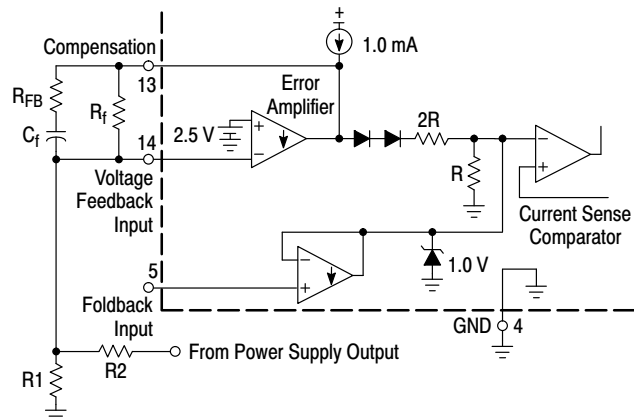 +
Compensation
1.0 mA
13
R_FB
R_f
Error
Amplifier
2R
C_f
14
2.5 V
+
−
−
+
R
Voltage
Feedback
Input
Current Sense
Comparator
−
+
1.0 V
5
Foldback
Input
GND
4
R2
From Power Supply Output
R1